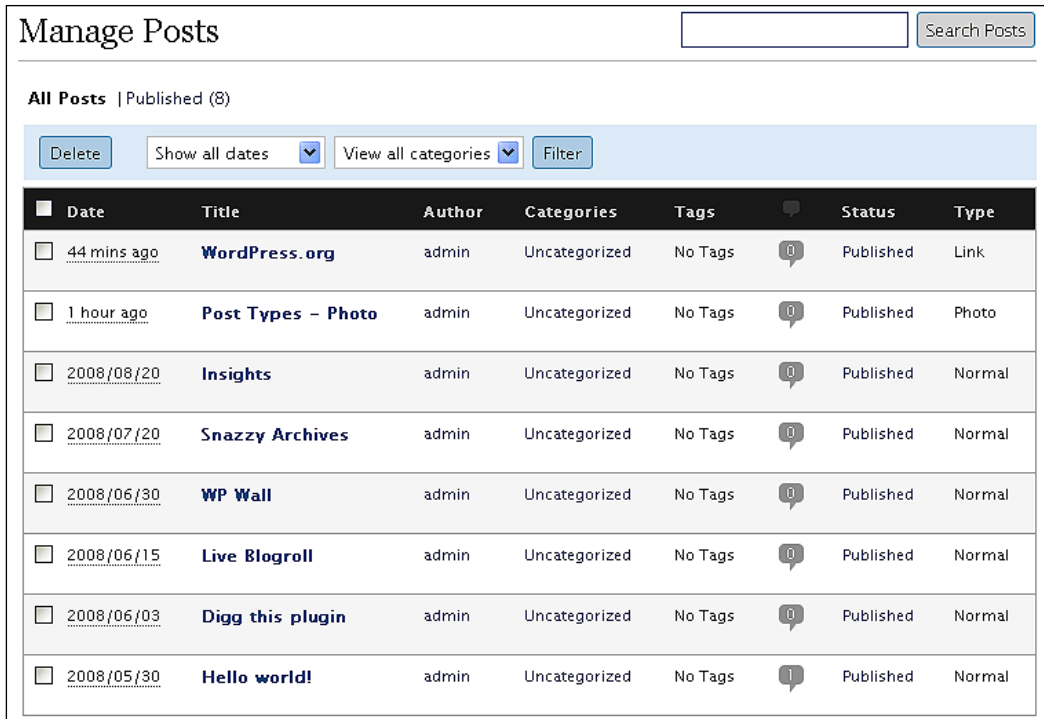 Manage Posts Search Posts
All Posts | Published (8)
Delete Show all dates View all categories Filter
Date Title Author Categories Tags Status Type
44 mins ago WordPress.org admin Uncategorized No Tags 0 Published Link
1 hour ago Post Types – Photo admin Uncategorized No Tags 0 Published Photo
2008/08/20 Insights admin Uncategorized No Tags 0 Published Normal
2008/07/20 Snazzy Archives admin Uncategorized No Tags 0 Published Normal
2008/06/30 WP Wall admin Uncategorized No Tags 0 Published Normal
2008/06/15 Live Blogroll admin Uncategorized No Tags 0 Published Normal
2008/06/03 Digg this plugin admin Uncategorized No Tags 0 Published Normal
2008/05/30 Hello world! admin Uncategorized No Tags 1 Published Normal